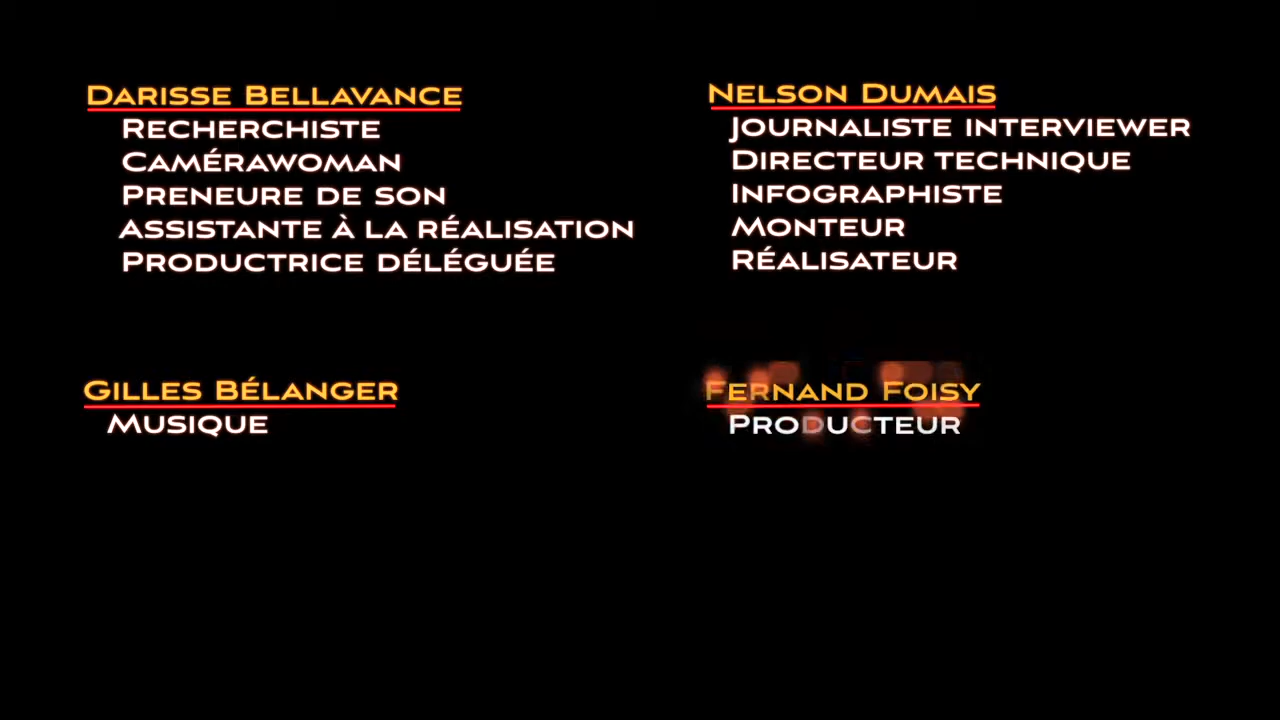 Darisse Bellavance
Recherchiste
Camérawoman
Preneure de son
Assistante à la réalisation
Productrice déléguée
Nelson Dumais
Journaliste interviewer
Directeur technique
Infographiste
Monteur
Réalisateur
Gilles Bélanger
Musique
Fernand Foisy
Producteur